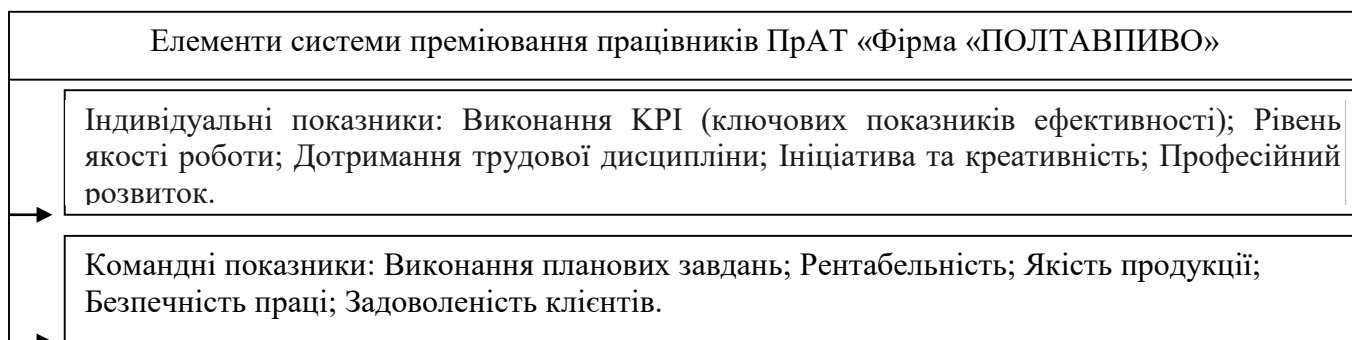 Елементи системи преміювання працівників ПрАТ «Фірма «ПОЛТАВПИВО»
Індивідуальні показники: Виконання KPI (ключових показників ефективності); Рівень
якості роботи; Дотримання трудової дисципліни; Ініціатива та креативність; Професійний
розвиток.
Командні показники: Виконання планових завдань; Рентабельність; Якість продукції;
Безпечність праці; Задоволеність клієнтів.